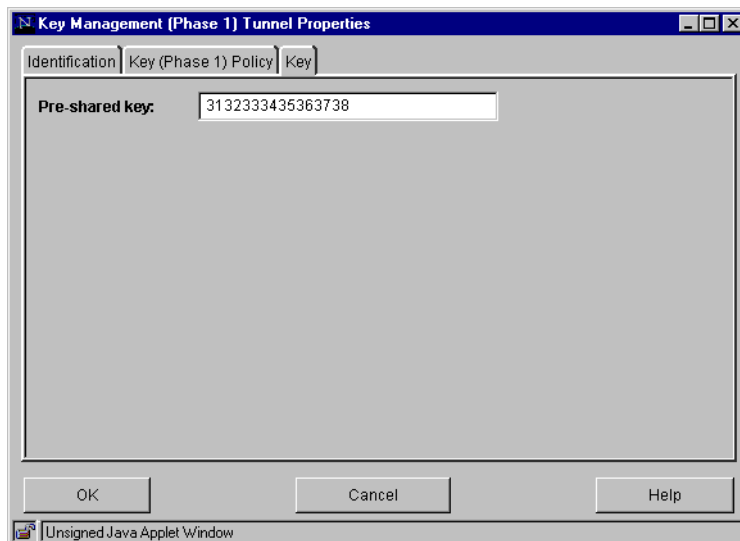 Key Management (Phase 1) Tunnel Properties
Identification Key (Phase 1) Policy Key
Pre-shared key: 3132333435363738
OK Cancel Help
Unsigned Java Applet Window